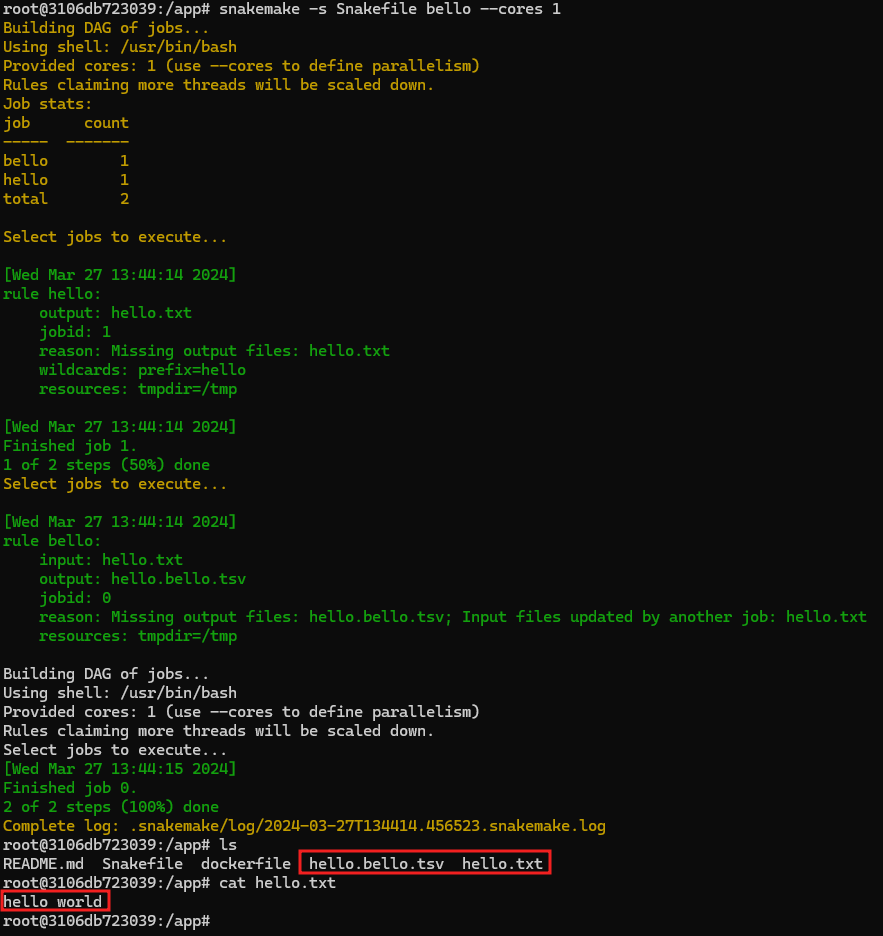 root@3106db723039:/app# snakemake -s Snakefile bello --cores 1
Building DAG of jobs...
Using shell: /usr/bin/bash
Provided cores: 1 (use --cores to define parallelism)
Rules claiming more threads will be scaled down.
Job stats:
job      count
-----  -------
bello        1
hello        1
total        2
Select jobs to execute...
[Wed Mar 27 13:44:14 2024]
rule hello:
    output: hello.txt
    jobid: 1
    reason: Missing output files: hello.txt
    wildcards: prefix=hello
    resources: tmpdir=/tmp
[Wed Mar 27 13:44:14 2024]
Finished job 1.
1 of 2 steps (50%) done
Select jobs to execute...
[Wed Mar 27 13:44:14 2024]
rule bello:
    input: hello.txt
    output: hello.bello.tsv
    jobid: 0
    reason: Missing output files: hello.bello.tsv; Input files updated by another job: hello.txt
    resources: tmpdir=/tmp
Building DAG of jobs...
Using shell: /usr/bin/bash
Provided cores: 1 (use --cores to define parallelism)
Rules claiming more threads will be scaled down.
Select jobs to execute...
[Wed Mar 27 13:44:15 2024]
Finished job 0.
2 of 2 steps (100%) done
Complete log: .snakemake/log/2024-03-27T134414.456523.snakemake.log
root@3106db723039:/app# ls
README.md  Snakefile  dockerfile  hello.bello.tsv  hello.txt
root@3106db723039:/app# cat hello.txt
hello world
root@3106db723039:/app#